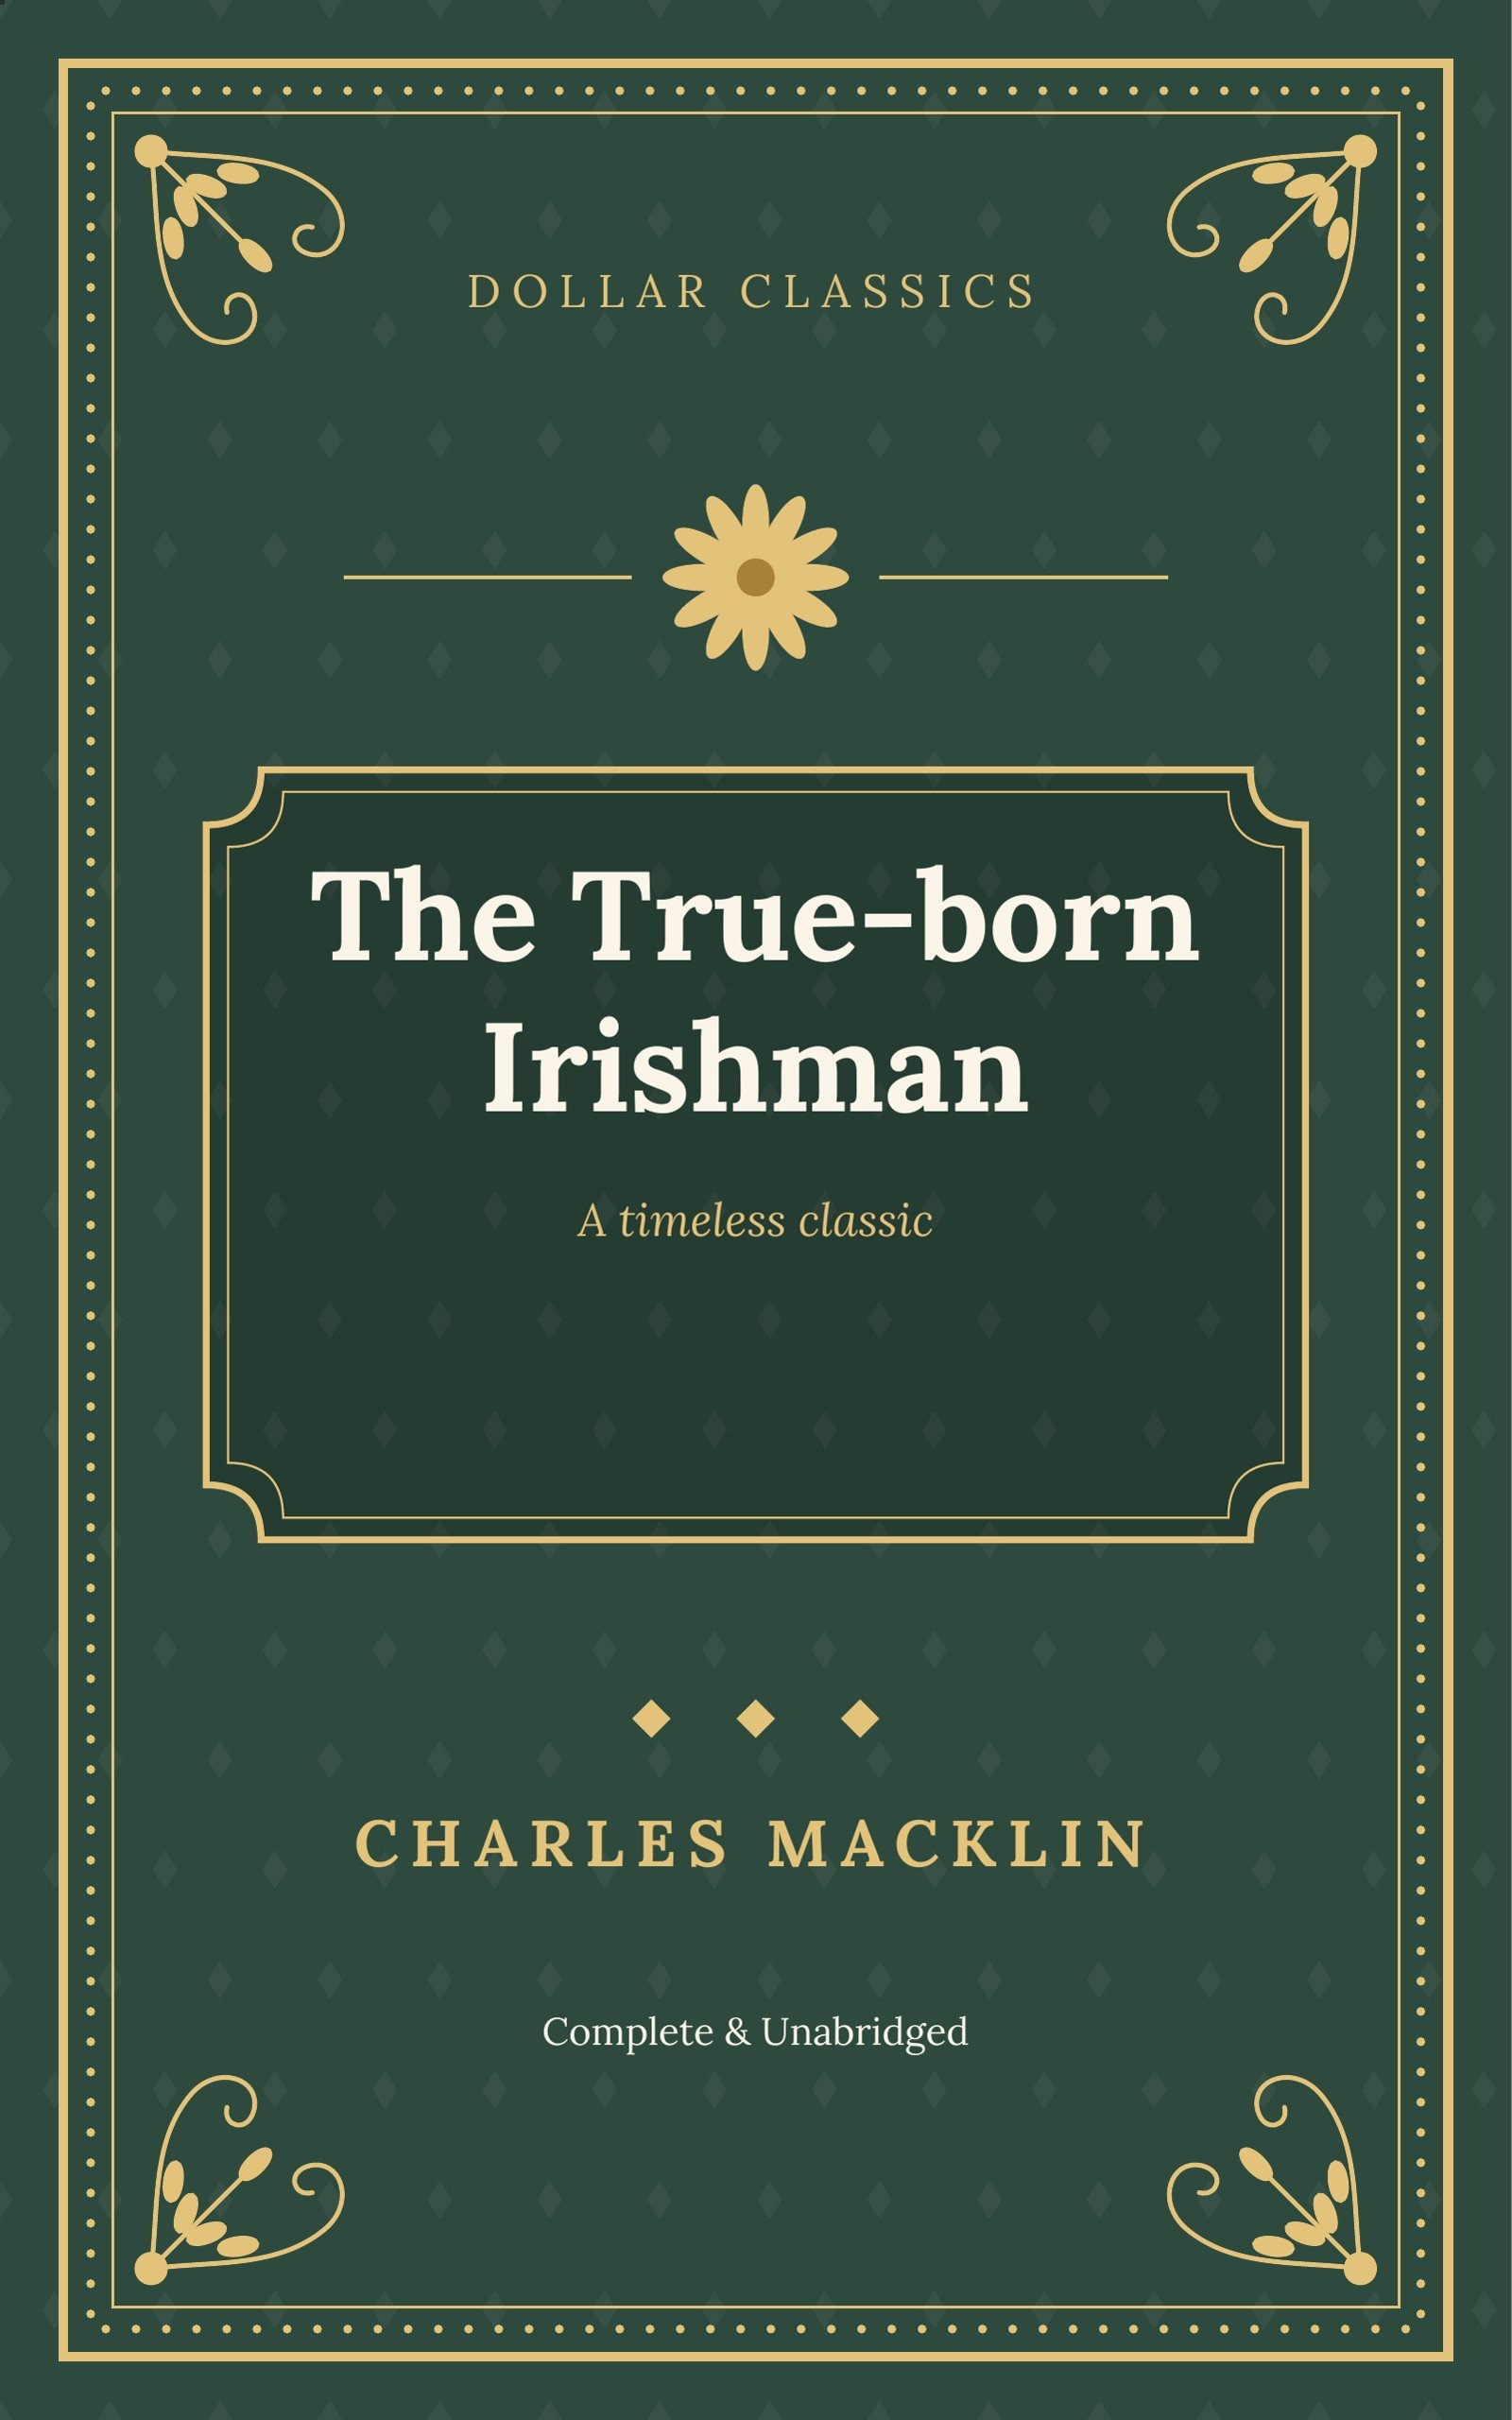 DOLLAR CLASSICS
The True-born
Irishman
A timeless classic
CHARLES MACKLIN
Complete & Unabridged